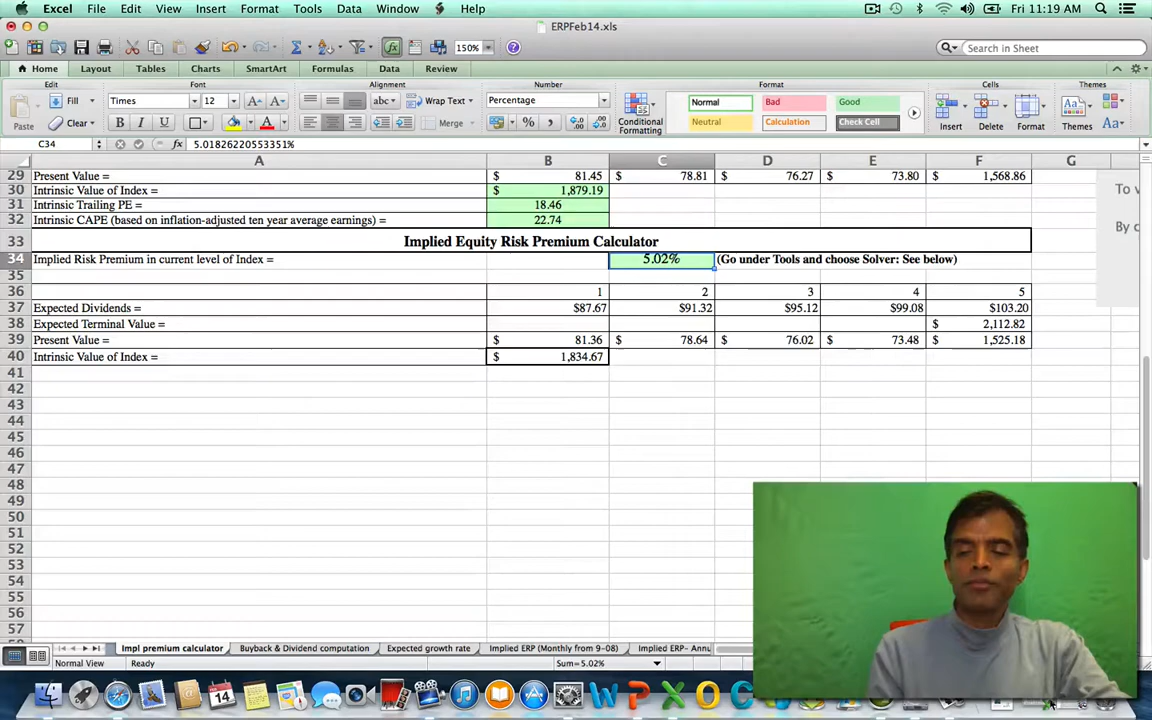 Excel File Edit View Insert Format Tools Data Window Help Fri 11:19 AM
ERPFeb14.xls
150% Search in Sheet
Home Layout Tables Charts SmartArt Formulas Data Review
Edit Font Alignment Number Format Cells Themes
Paste Fill Times 12 abc Wrap Text Percentage Conditional Formatting Normal Bad Good Insert Delete Format Themes Aa
Clear B I U A Merge % , Neutral Calculation Check Cell Aa
C34 fx 5.01826220553351%
A B C D E F G
29 Present Value = $ 81.45 $ 78.81 $ 76.27 $ 73.80 $ 1,568.86
30 Intrinsic Value of Index = $ 1,879.19
31 Intrinsic Trailing PE = 18.46
32 Intrinsic CAPE (based on inflation-adjusted ten year average earnings) = 22.74
33 Implied Equity Risk Premium Calculator
34 Implied Risk Premium in current level of Index = 5.02% (Go under Tools and choose Solver: See below)
35
36 1 2 3 4 5
37 Expected Dividends = $87.67 $91.32 $95.12 $99.08 $103.20
38 Expected Terminal Value = $ 2,112.82
39 Present Value = $ 81.36 $ 78.64 $ 76.02 $ 73.48 $ 1,525.18
40 Intrinsic Value of Index = $ 1,834.67
41
42
43
44
45
46
47
48
49
50
51
52
53
54
55
56
57
To
By
Impl premium calculator Buyback & Dividend computation Expected growth rate Implied ERP (Monthly from 9-08) Implied ERP- Annu
Normal View Ready Sum=5.02%